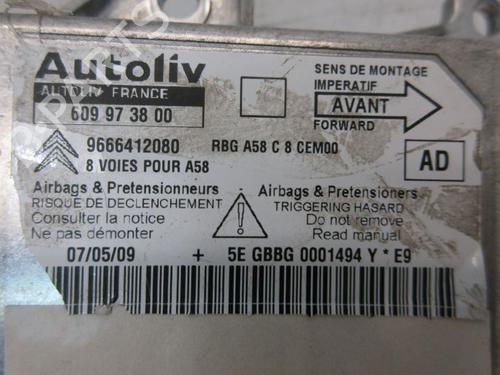 Autoliv
AUTOLIV FRANCE
609 97 38 00
SENS DE MONTAGE
IMPERATIF
AVANT
FORWARD
9666412080
RBG A58 C 8 CEM00
8 VOIES POUR A58
AD
Airbags & Pretensionneurs
RISQUE DE DECLENCHEMENT
Consulter la notice
Ne pas démonter
Airbags & Pretensioners
TRIGGERING HASARD
Do not remove
Read manual
07/05/09 + 5E GBBG 0001494 Y * E9